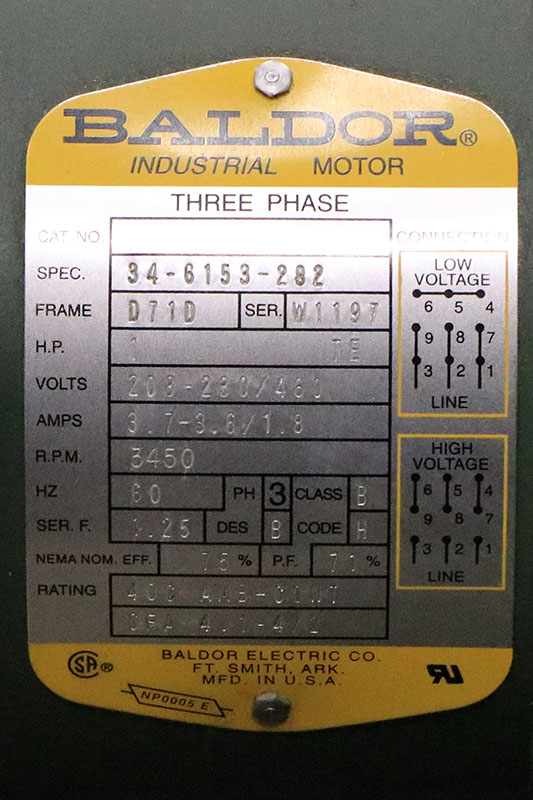 BALDOR®
INDUSTRIAL MOTOR
THREE PHASE
CAT. NO.
SPEC. 34-6153-282
FRAME D71D SER. W1197
H.P. 1 TE
VOLTS 208-230/460
AMPS 3.7-3.6/1.8
R.P.M. 3450
HZ 60 PH 3 CLASS B
SER. F. 1.25 DES B CODE H
NEMA NOM. EFF. 75 % P.F. 71 %
RATING 40C AMB-CONT
CONNECTION
LOW VOLTAGE
6 5 4
9 8 7
3 2 1
LINE
HIGH VOLTAGE
6 5 4
9 8 7
3 2 1
LINE
SA®
BALDOR ELECTRIC CO.
FT. SMITH, ARK.
MFD. IN U.S.A.
NP0005 E